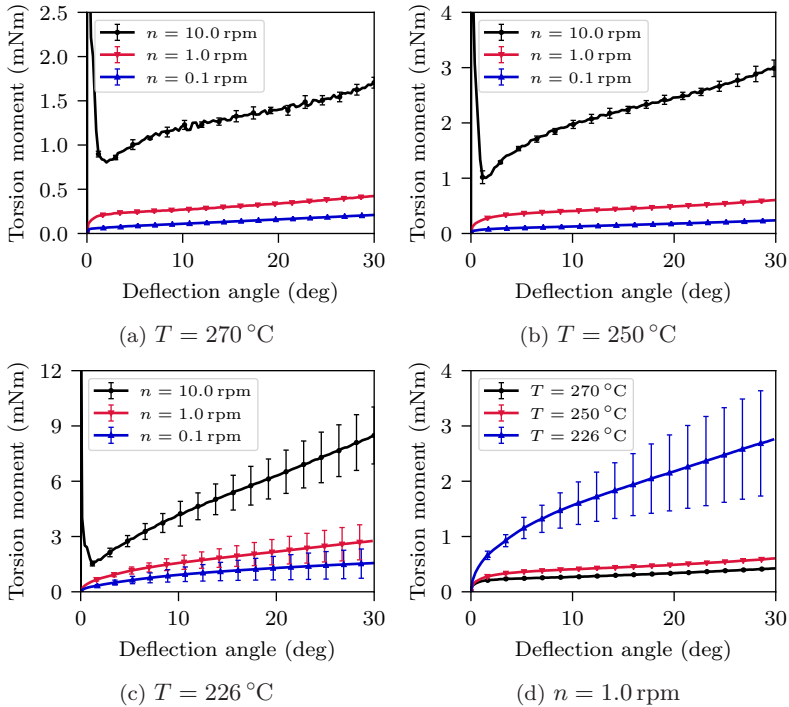 Torsion moment (mNm)
2.5
2.0
1.5
1.0
0.5
0.0
n = 10.0 rpm
n = 1.0 rpm
n = 0.1 rpm
0 10 20 30
Deflection angle (deg)
(a) T = 270 °C
Torsion moment (mNm)
4
3
2
1
0
n = 10.0 rpm
n = 1.0 rpm
n = 0.1 rpm
0 10 20 30
Deflection angle (deg)
(b) T = 250 °C
Torsion moment (mNm)
12
9
6
3
0
n = 10.0 rpm
n = 1.0 rpm
n = 0.1 rpm
0 10 20 30
Deflection angle (deg)
(c) T = 226 °C
Torsion moment (mNm)
4
3
2
1
0
T = 270 °C
T = 250 °C
T = 226 °C
0 10 20 30
Deflection angle (deg)
(d) n = 1.0 rpm